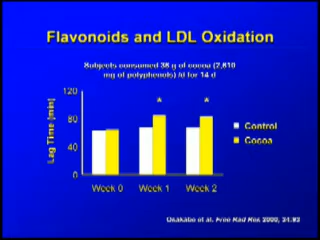 Flavonoids and LDL Oxidation
Subjects consumed 38 g of cocoa (2,610
mg of polyphenols) /d for 14 d
Lag Time (min)
120
80
40
0
* *
Week 0 Week 1 Week 2
Control
Cocoa
Osakabe et al. Free Rad Res 2000, 34:93